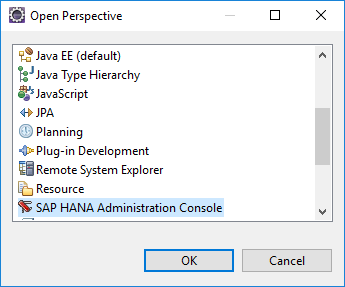 Open Perspective
Java EE (default)
Java Type Hierarchy
JavaScript
JPA
Planning
Plug-in Development
Remote System Explorer
Resource
SAP HANA Administration Console
OK
Cancel